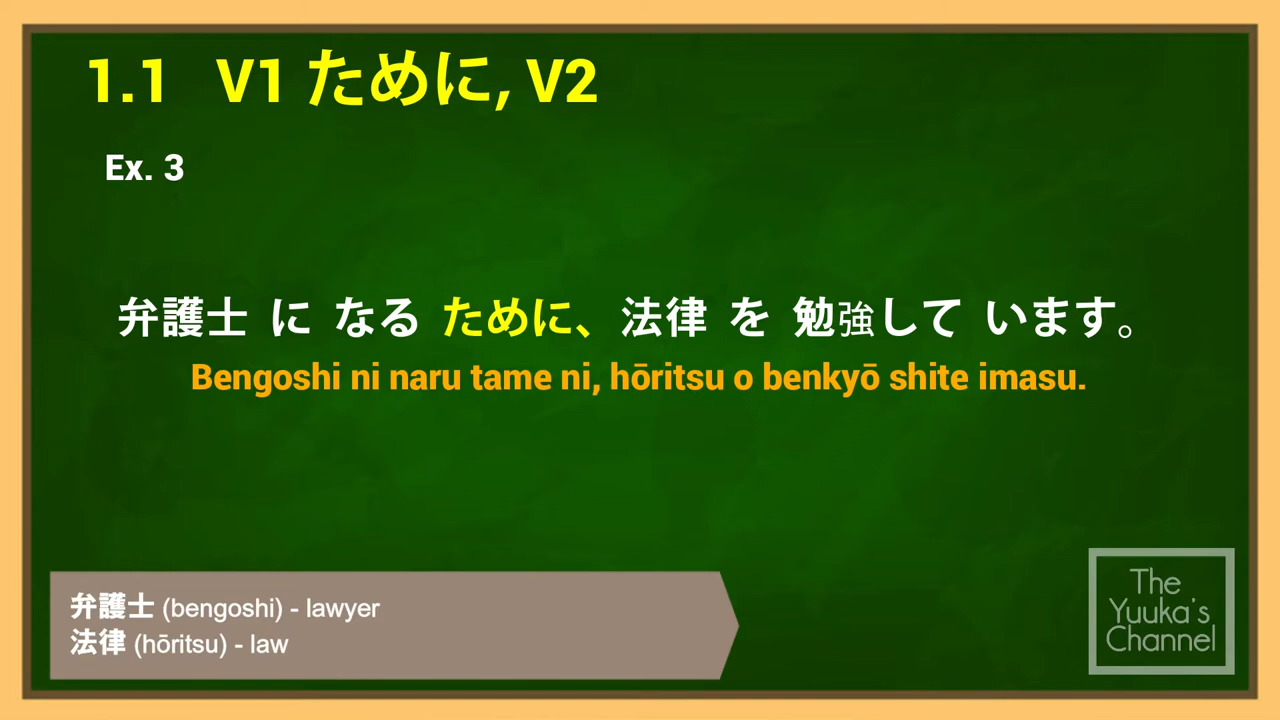 1.1 V1 ために, V2
Ex. 3
弁護士 に なる ために、法律 を 勉強して います。
Bengoshi ni naru tame ni, hōritsu o benkyō shite imasu.
弁護士 (bengoshi) - lawyer
法律 (hōritsu) - law
The
Yuuka's
Channel